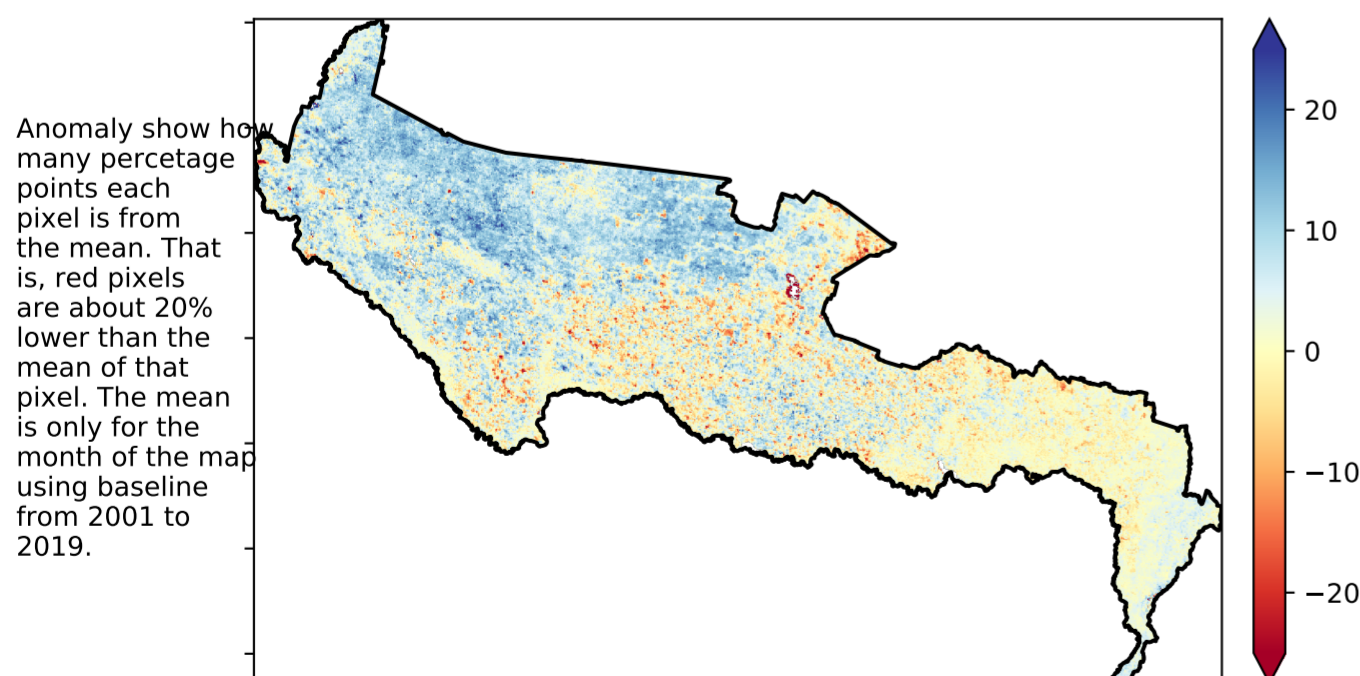 Anomaly show how
many percetage
points each
pixel is from
the mean. That
is, red pixels
are about 20%
lower than the
mean of that
pixel. The mean
is only for the
month of the map
using baseline
from 2001 to
2019.
20
10
0
−10
−20